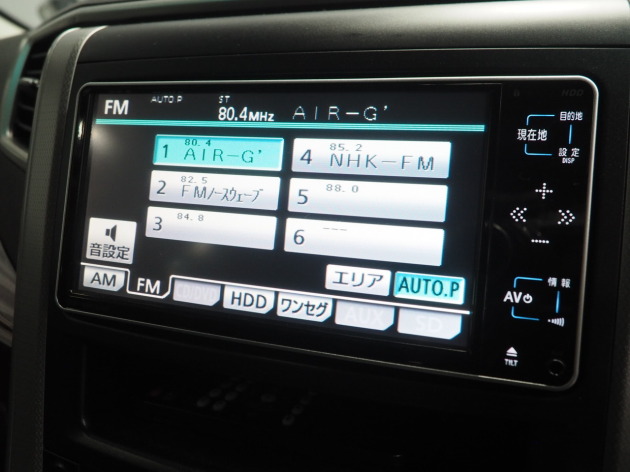 FM AUTO.P ST 80.4MHz AIR-G'
1 80.4 AIR-G'
4 85.2 NHK-FM
2 82.5 FMノースウェーブ
5 88.0
3 84.8
6 ---
音設定
エリア AUTO.P
AM FM HDD ワンセグ AUX SD
HDD
目的地
現在地
設定
DISP
情報
AV
TILT